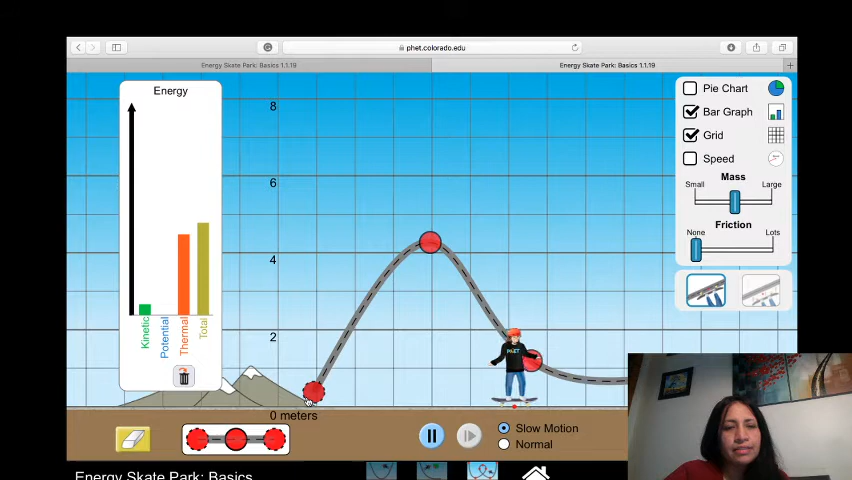 phet.colorado.edu
Energy Skate Park: Basics 1.1.19
Energy Skate Park: Basics 1.1.19
Energy
Kinetic
Potential
Thermal
Total
8
6
4
2
0 meters
Pie Chart
Bar Graph
Grid
Speed
Mass
Small Large
Friction
None Lots
PhET
Slow Motion
Normal
Energy Skate Park: Basics